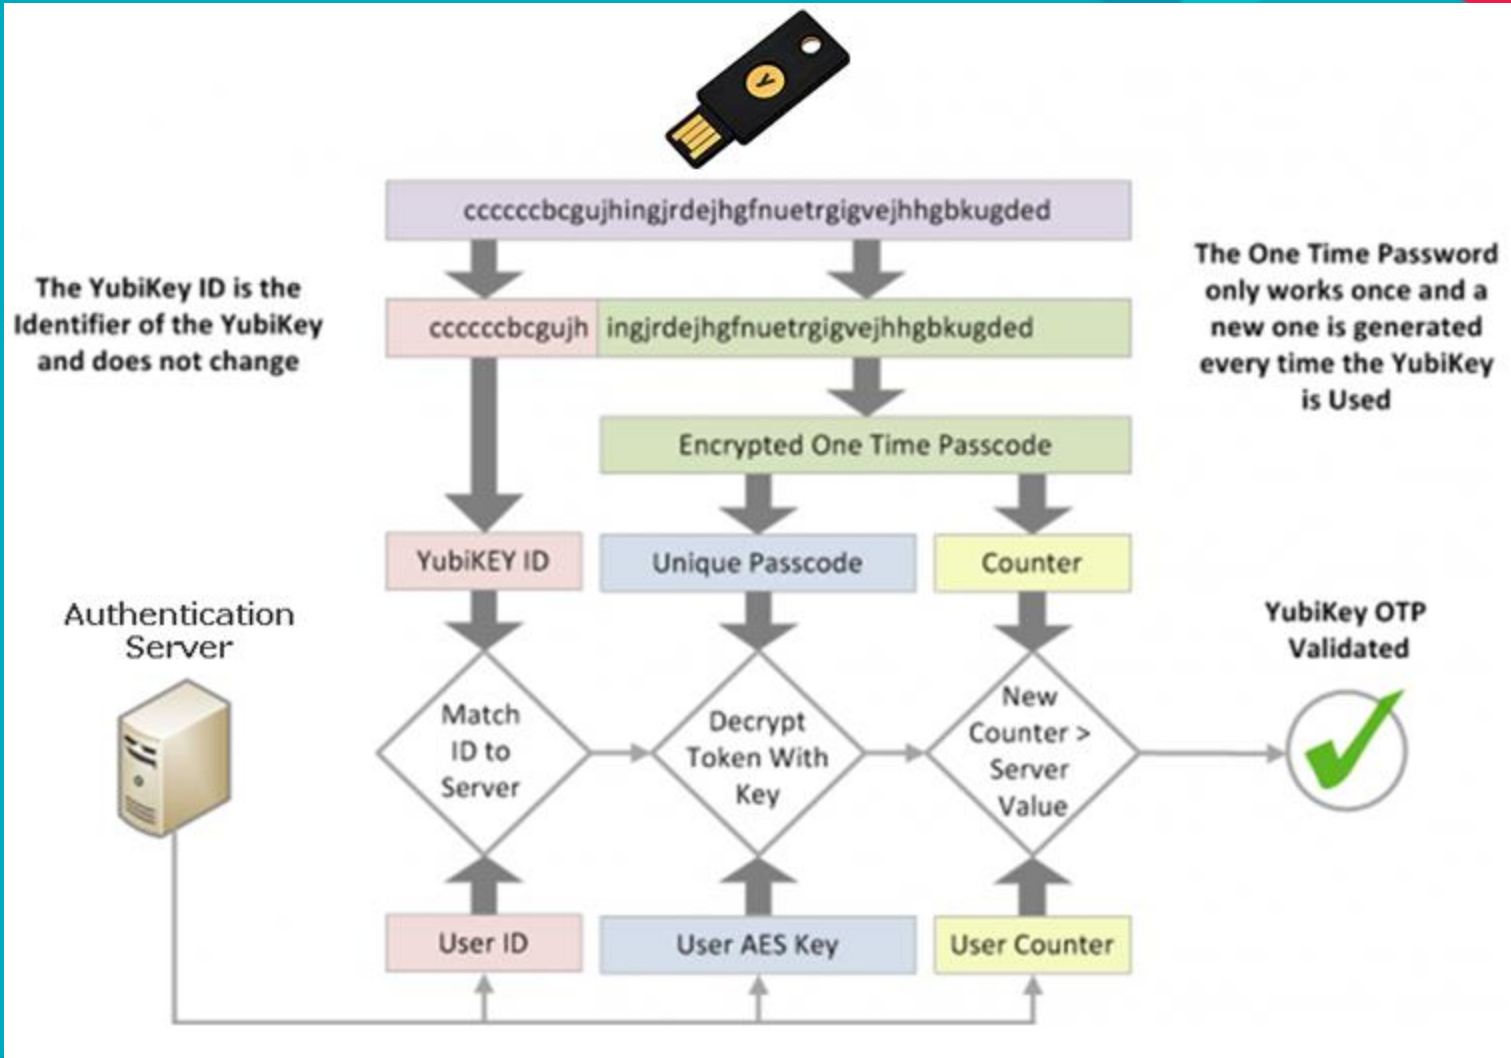 Y
ccccccbcgujhingjrdejhgfnuetrgigvejhhgbkugded
The YubiKey ID is the
Identifier of the YubiKey
and does not change
ccccccbcgujh
ingjrdejhgfnuetrgigvejhhgbkugded
The One Time Password
only works once and a
new one is generated
every time the YubiKey
is Used
Encrypted One Time Passcode
YubiKEY ID
Unique Passcode
Counter
Authentication
Server
Match
ID to
Server
Decrypt
Token With
Key
New
Counter >
Server
Value
YubiKey OTP
Validated
User ID
User AES Key
User Counter